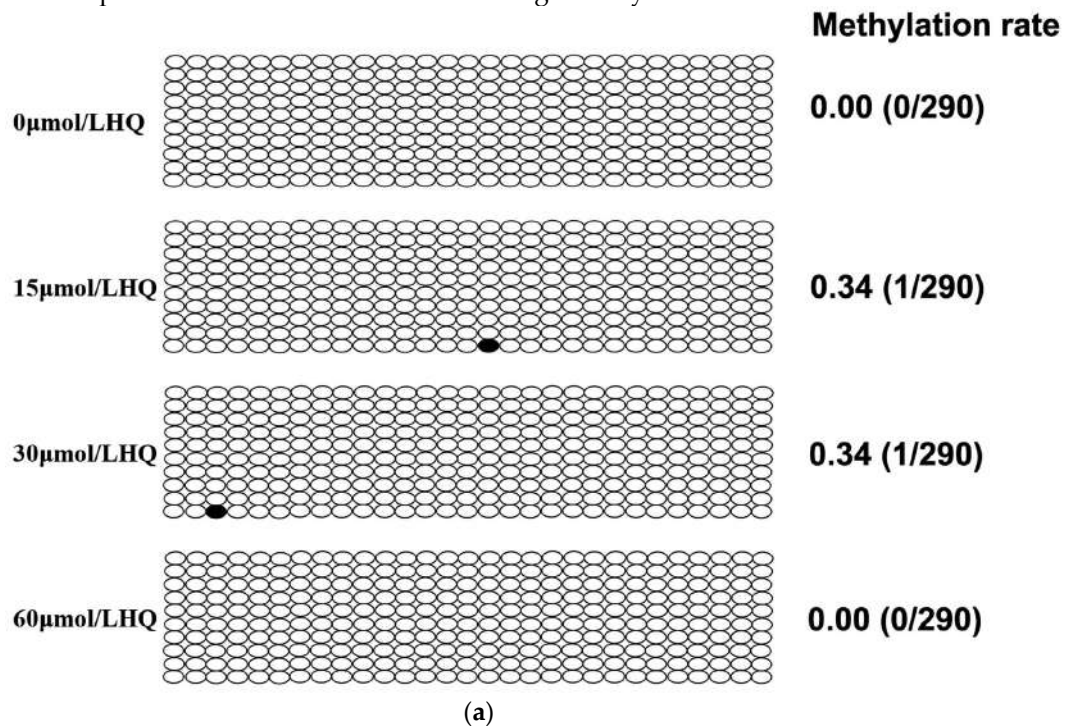 Methylation rate
0μmol/LHQ 0.00 (0/290)
15μmol/LHQ 0.34 (1/290)
30μmol/LHQ 0.34 (1/290)
60μmol/LHQ 0.00 (0/290)
(a)